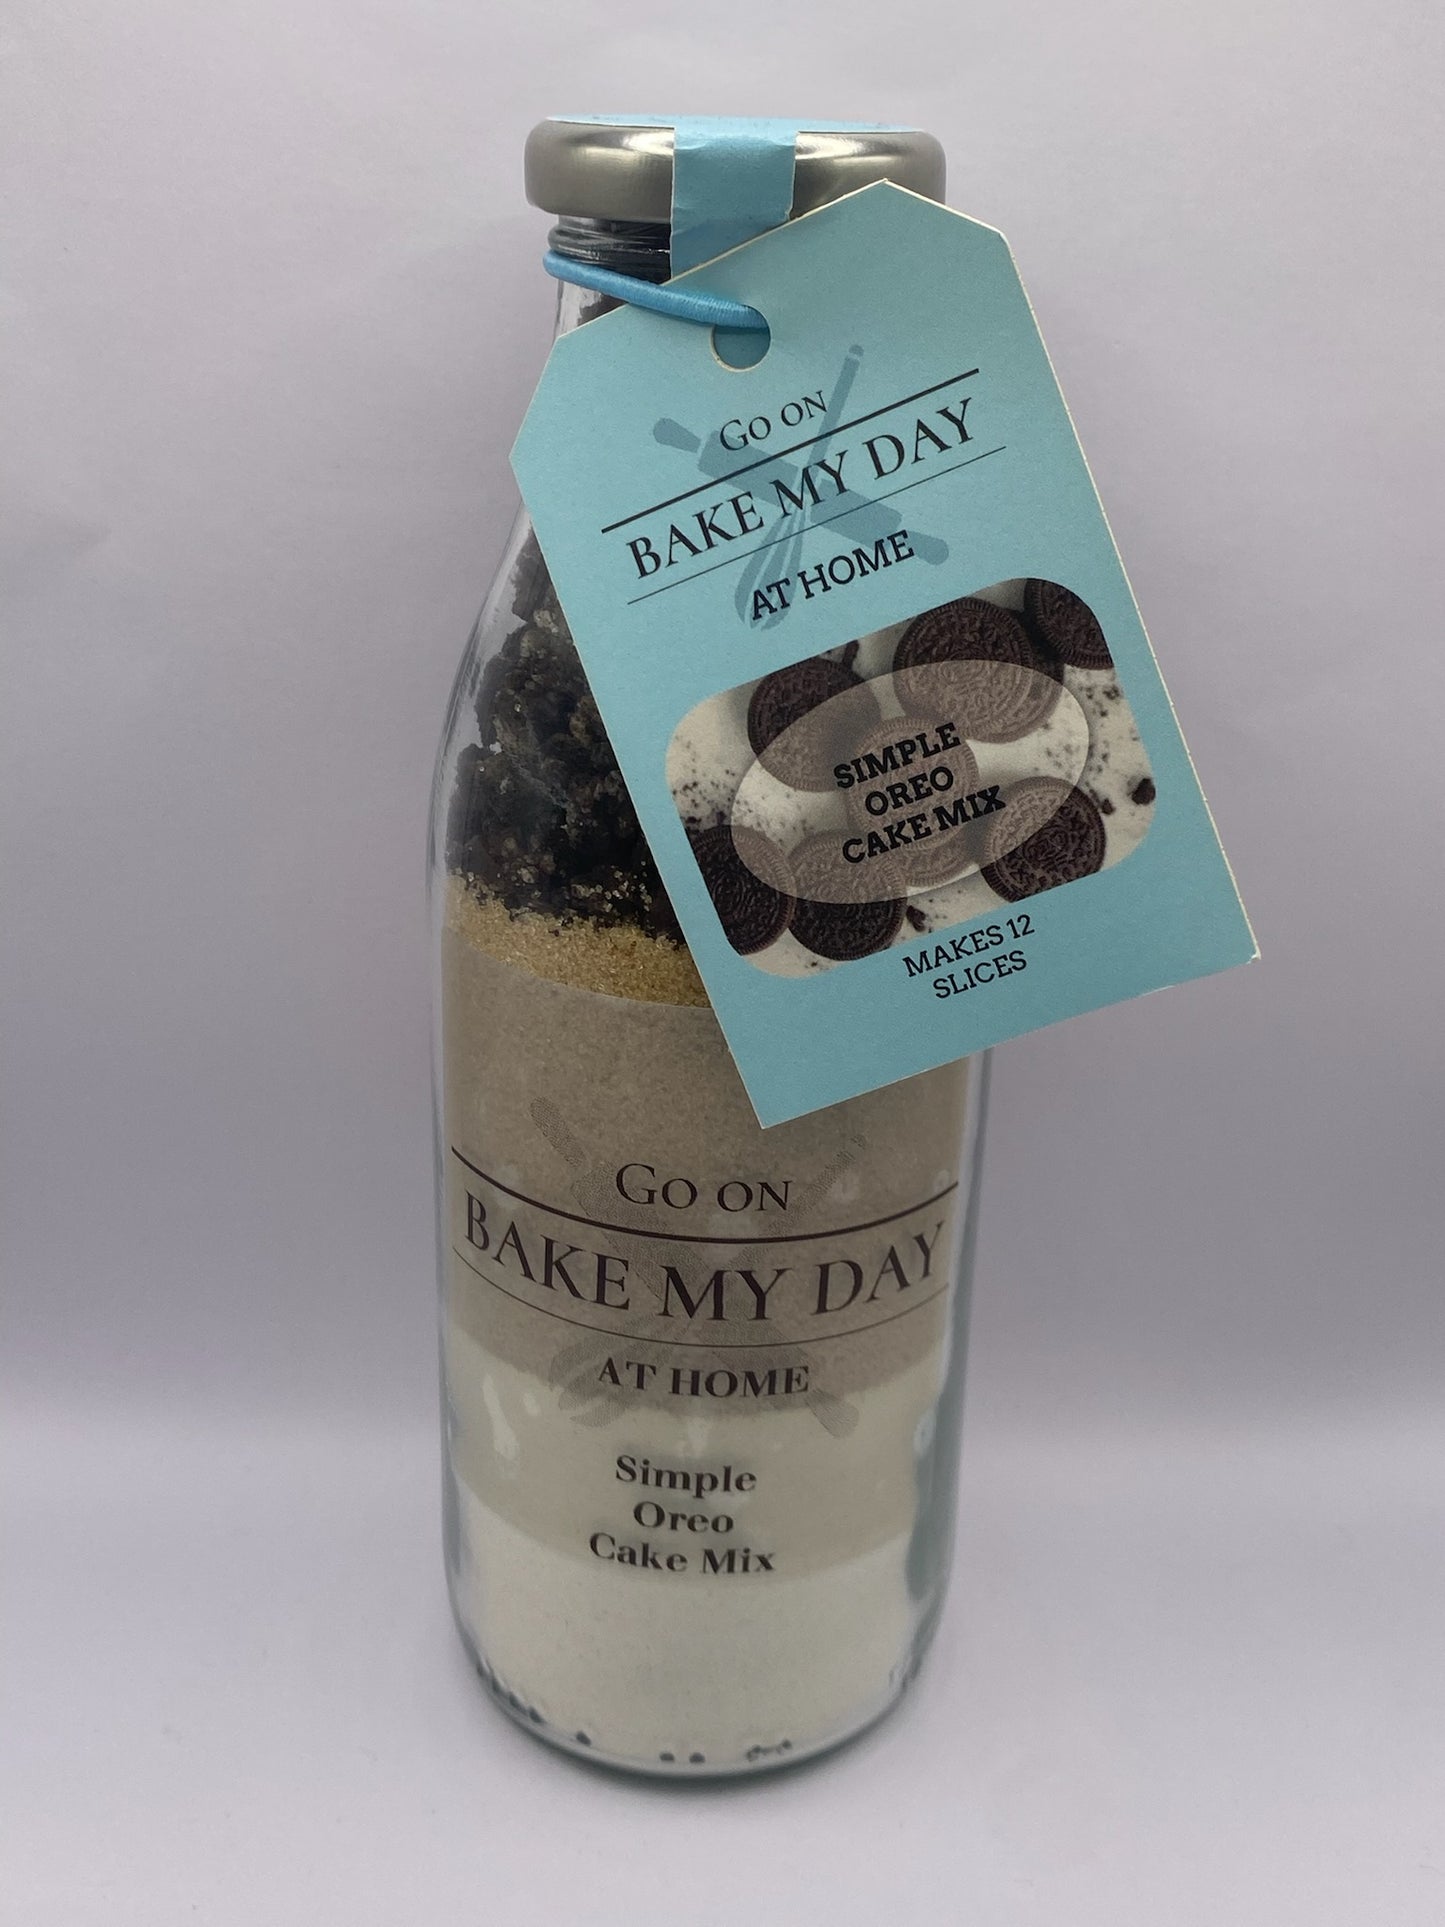 GO ON
BAKE MY DAY
AT HOME
SIMPLE
OREO
CAKE MIX
MAKES 12
SLICES
GO ON
BAKE MY DAY
AT HOME
Simple
Oreo
Cake Mix